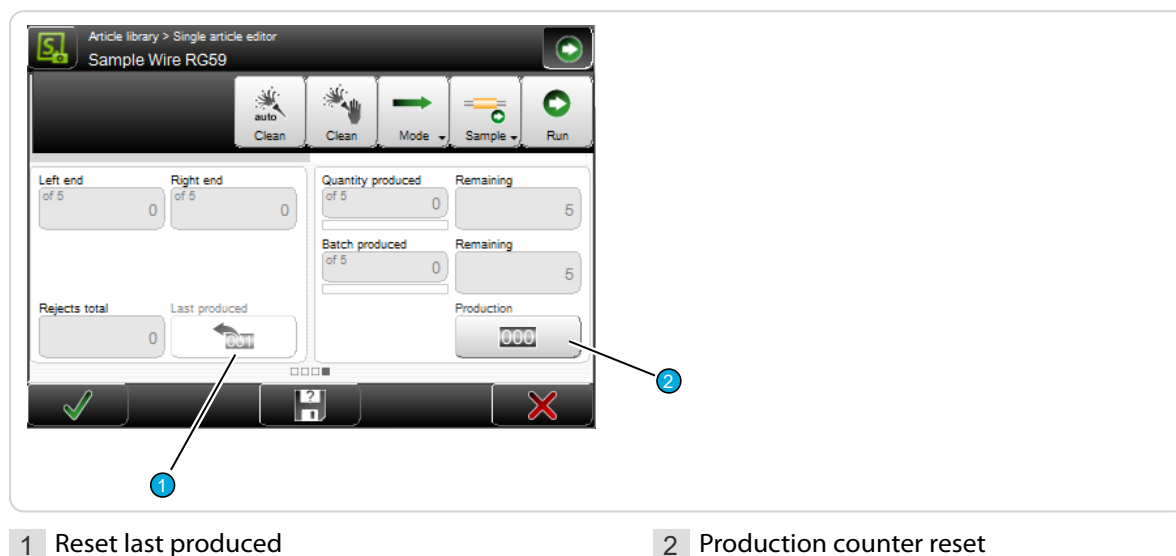 Article library > Single article editor
Sample Wire RG59
auto
Clean
Clean
Mode
Sample
Run
Left end
of 5
0
Right end
of 5
0
Quantity produced
of 5
0
Remaining
5
Batch produced
of 5
0
Remaining
5
Rejects total
0
Last produced
001
Production
000
?
1
2
1 Reset last produced
2 Production counter reset